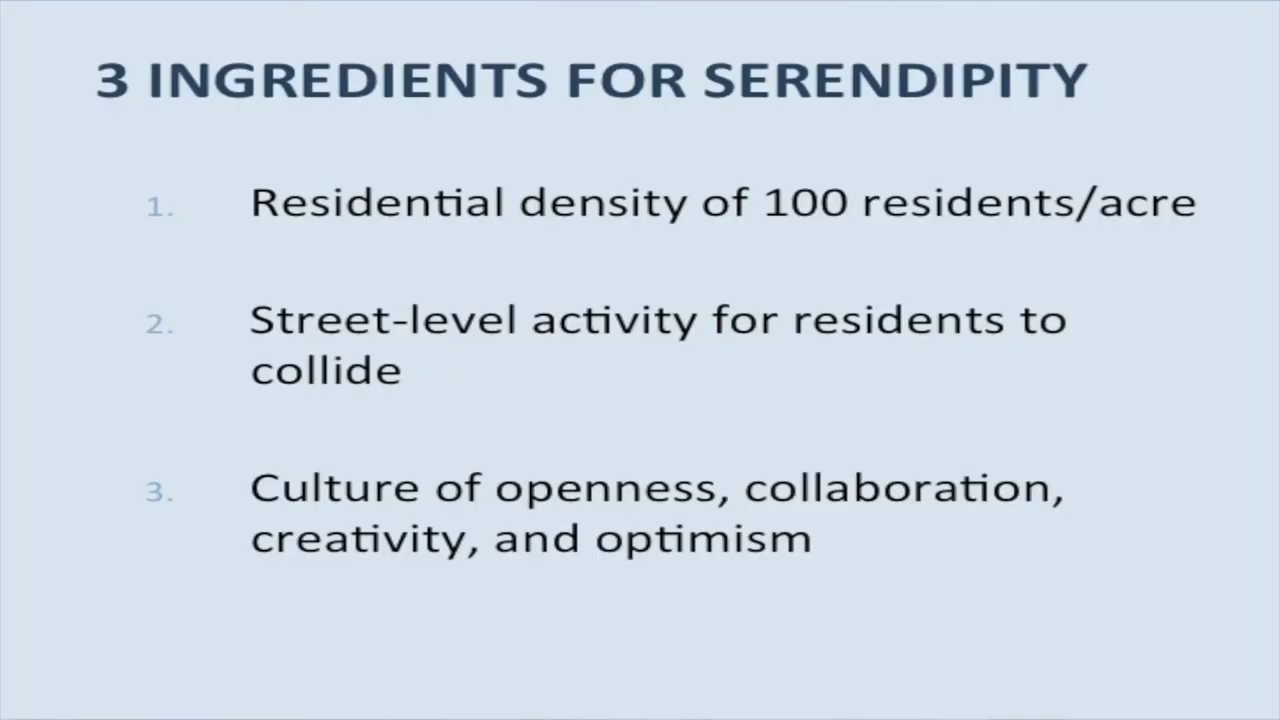 3 INGREDIENTS FOR SERENDIPITY
1. Residential density of 100 residents/acre
2. Street-level activity for residents to
collide
3. Culture of openness, collaboration,
creativity, and optimism